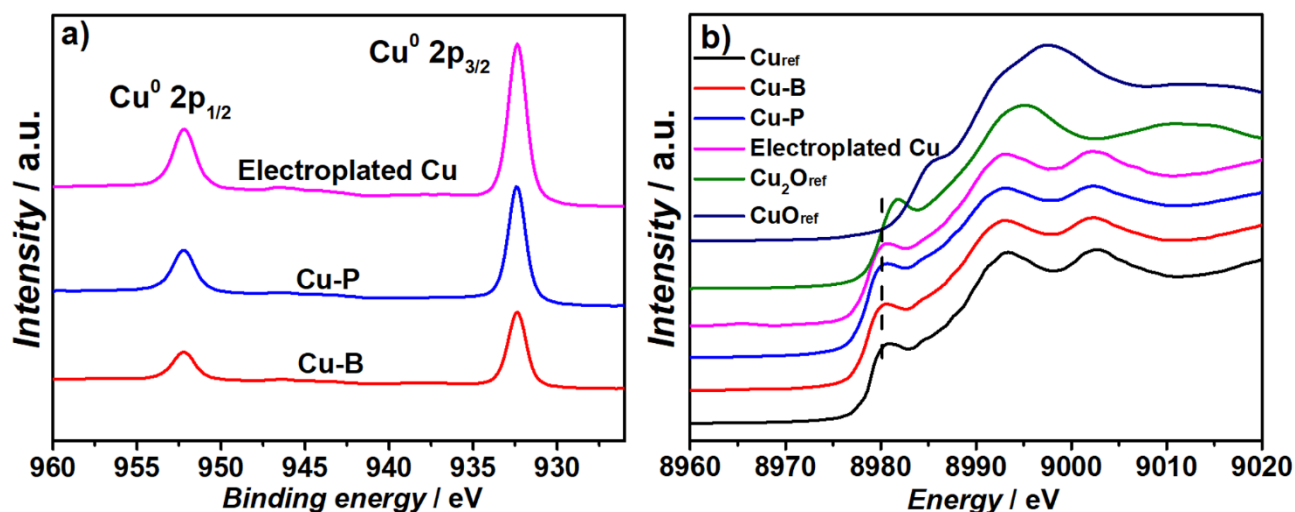 a)
Cu⁰ 2p₃/₂
Cu⁰ 2p₁/₂
Electroplated Cu
Cu-P
Cu-B
Intensity / a.u.
960 955 950 945 940 935 930
Binding energy / eV
b)
Curef
Cu-B
Cu-P
Electroplated Cu
Cu₂Oref
CuOref
Intensity / a.u.
8960 8970 8980 8990 9000 9010 9020
Energy / eV